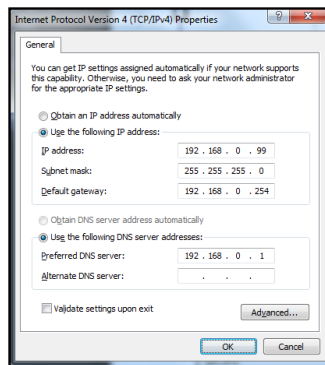 Internet Protocol Version 4 (TCP/IPv4) Properties
General
You can get IP settings assigned automatically if your network supports
this capability. Otherwise, you need to ask your network administrator
for the appropriate IP settings.
Obtain an IP address automatically
Use the following IP address:
IP address: 192 . 168 . 0 . 99
Subnet mask: 255 . 255 . 255 . 0
Default gateway: 192 . 168 . 0 . 254
Obtain DNS server address automatically
Use the following DNS server addresses:
Preferred DNS server: 192 . 168 . 0 . 1
Alternate DNS server: . . .
Validate settings upon exit
Advanced...
OK Cancel